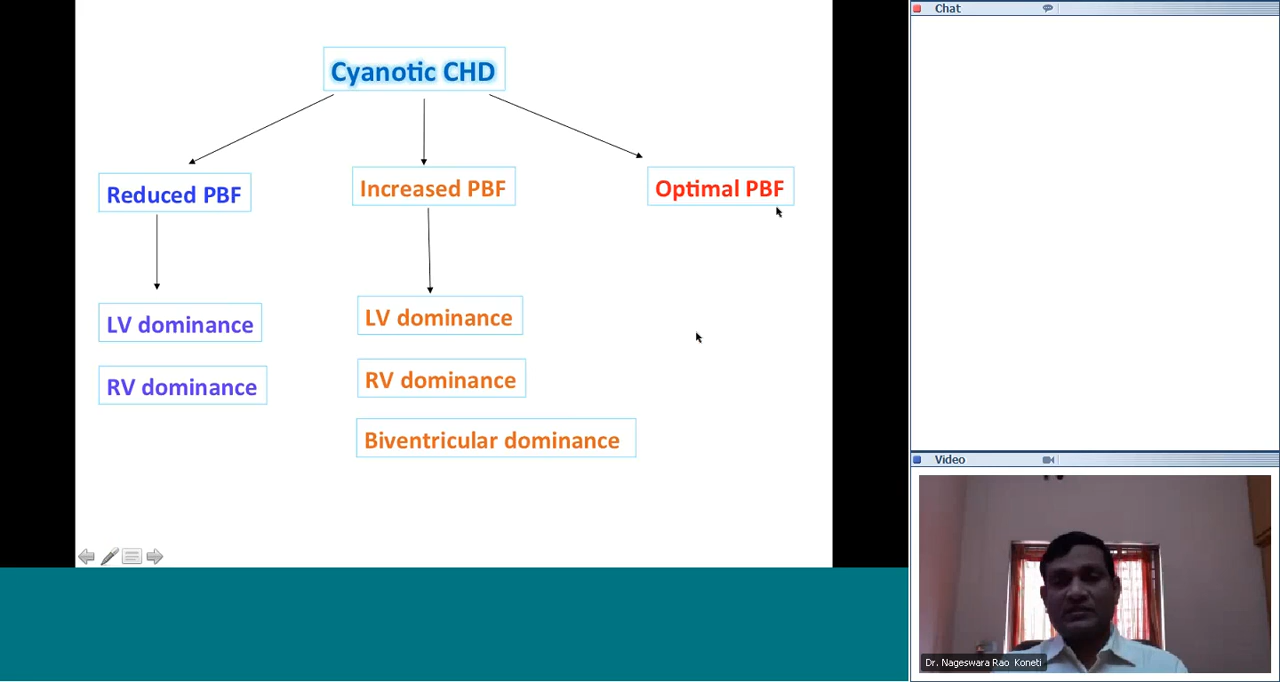 Cyanotic CHD
Reduced PBF
Increased PBF
Optimal PBF
LV dominance
RV dominance
LV dominance
RV dominance
Biventricular dominance
Chat
Video
Dr. Nageswara Rao Koneti